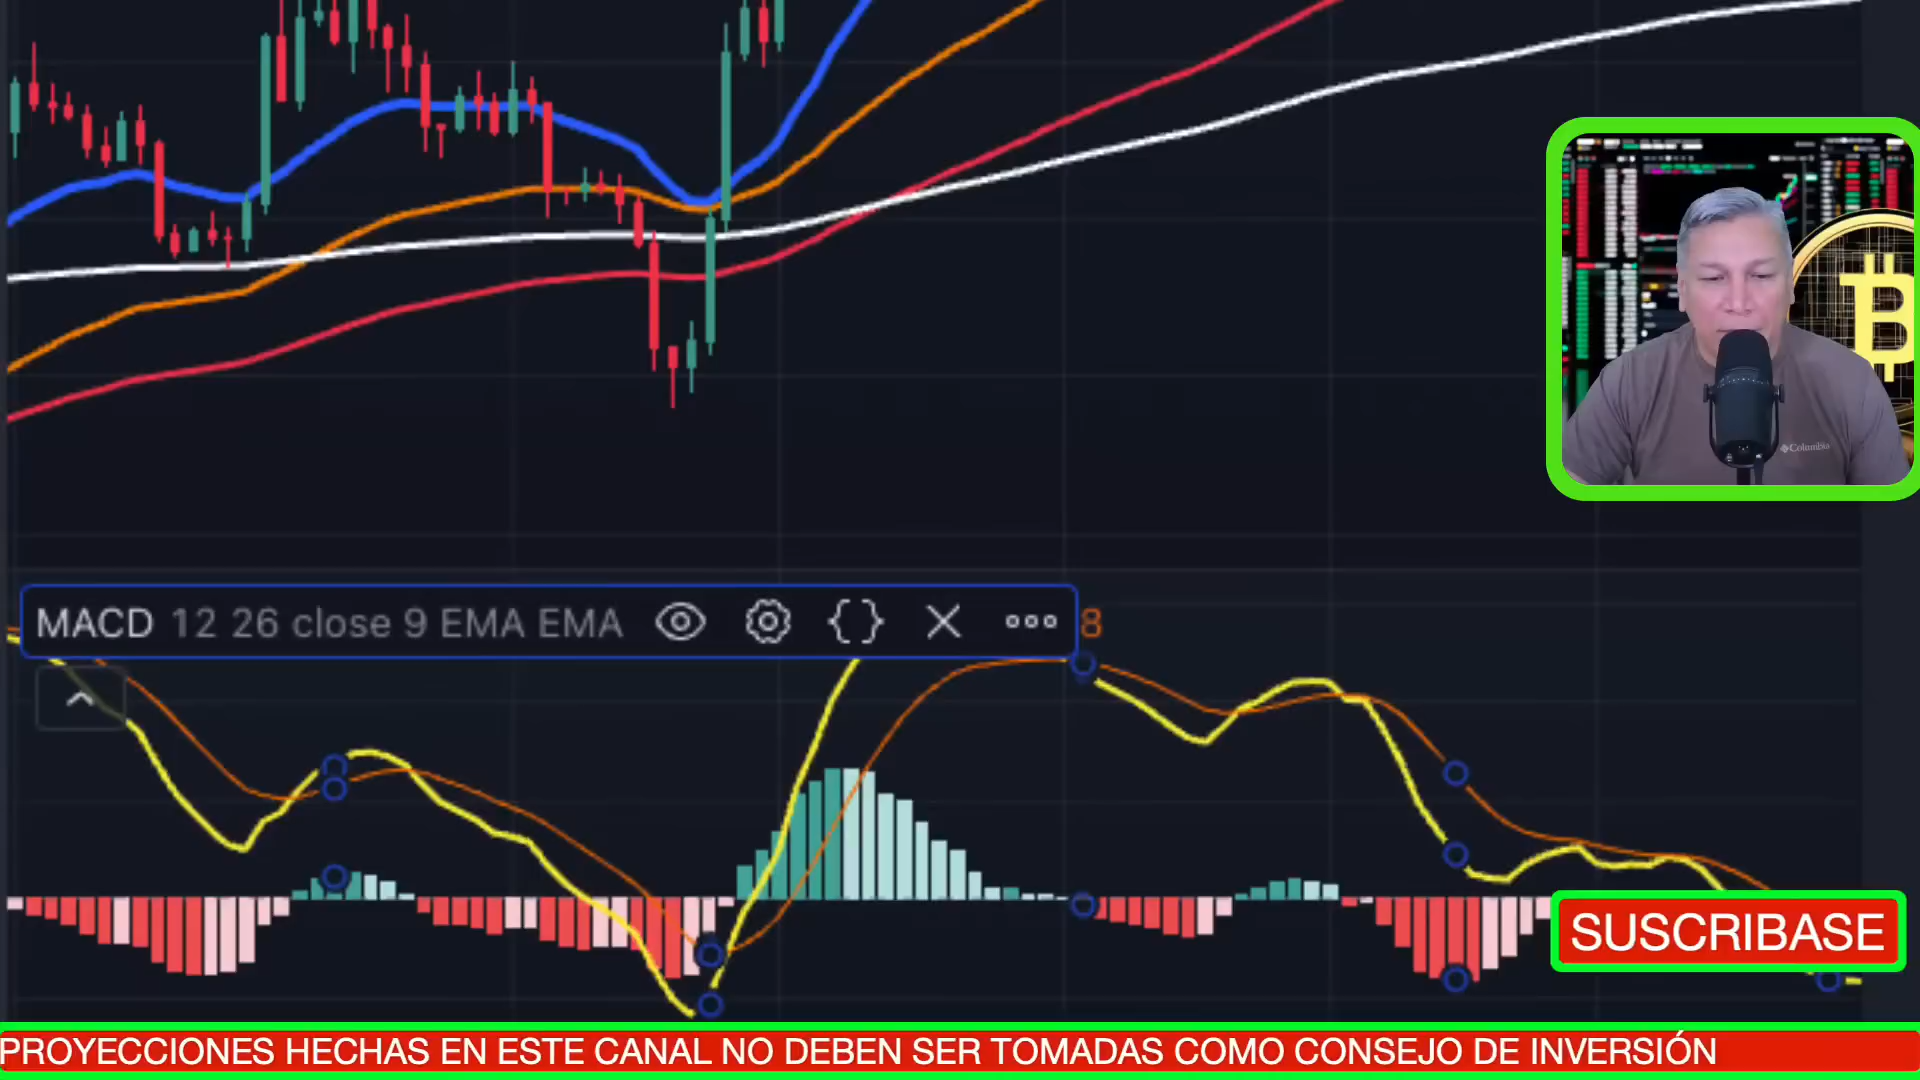 Columbia
MACD 12 26 close 9 EMA EMA
8
SUSCRIBASE
PROYECCIONES HECHAS EN ESTE CANAL NO DEBEN SER TOMADAS COMO CONSEJO DE INVERSIÓN